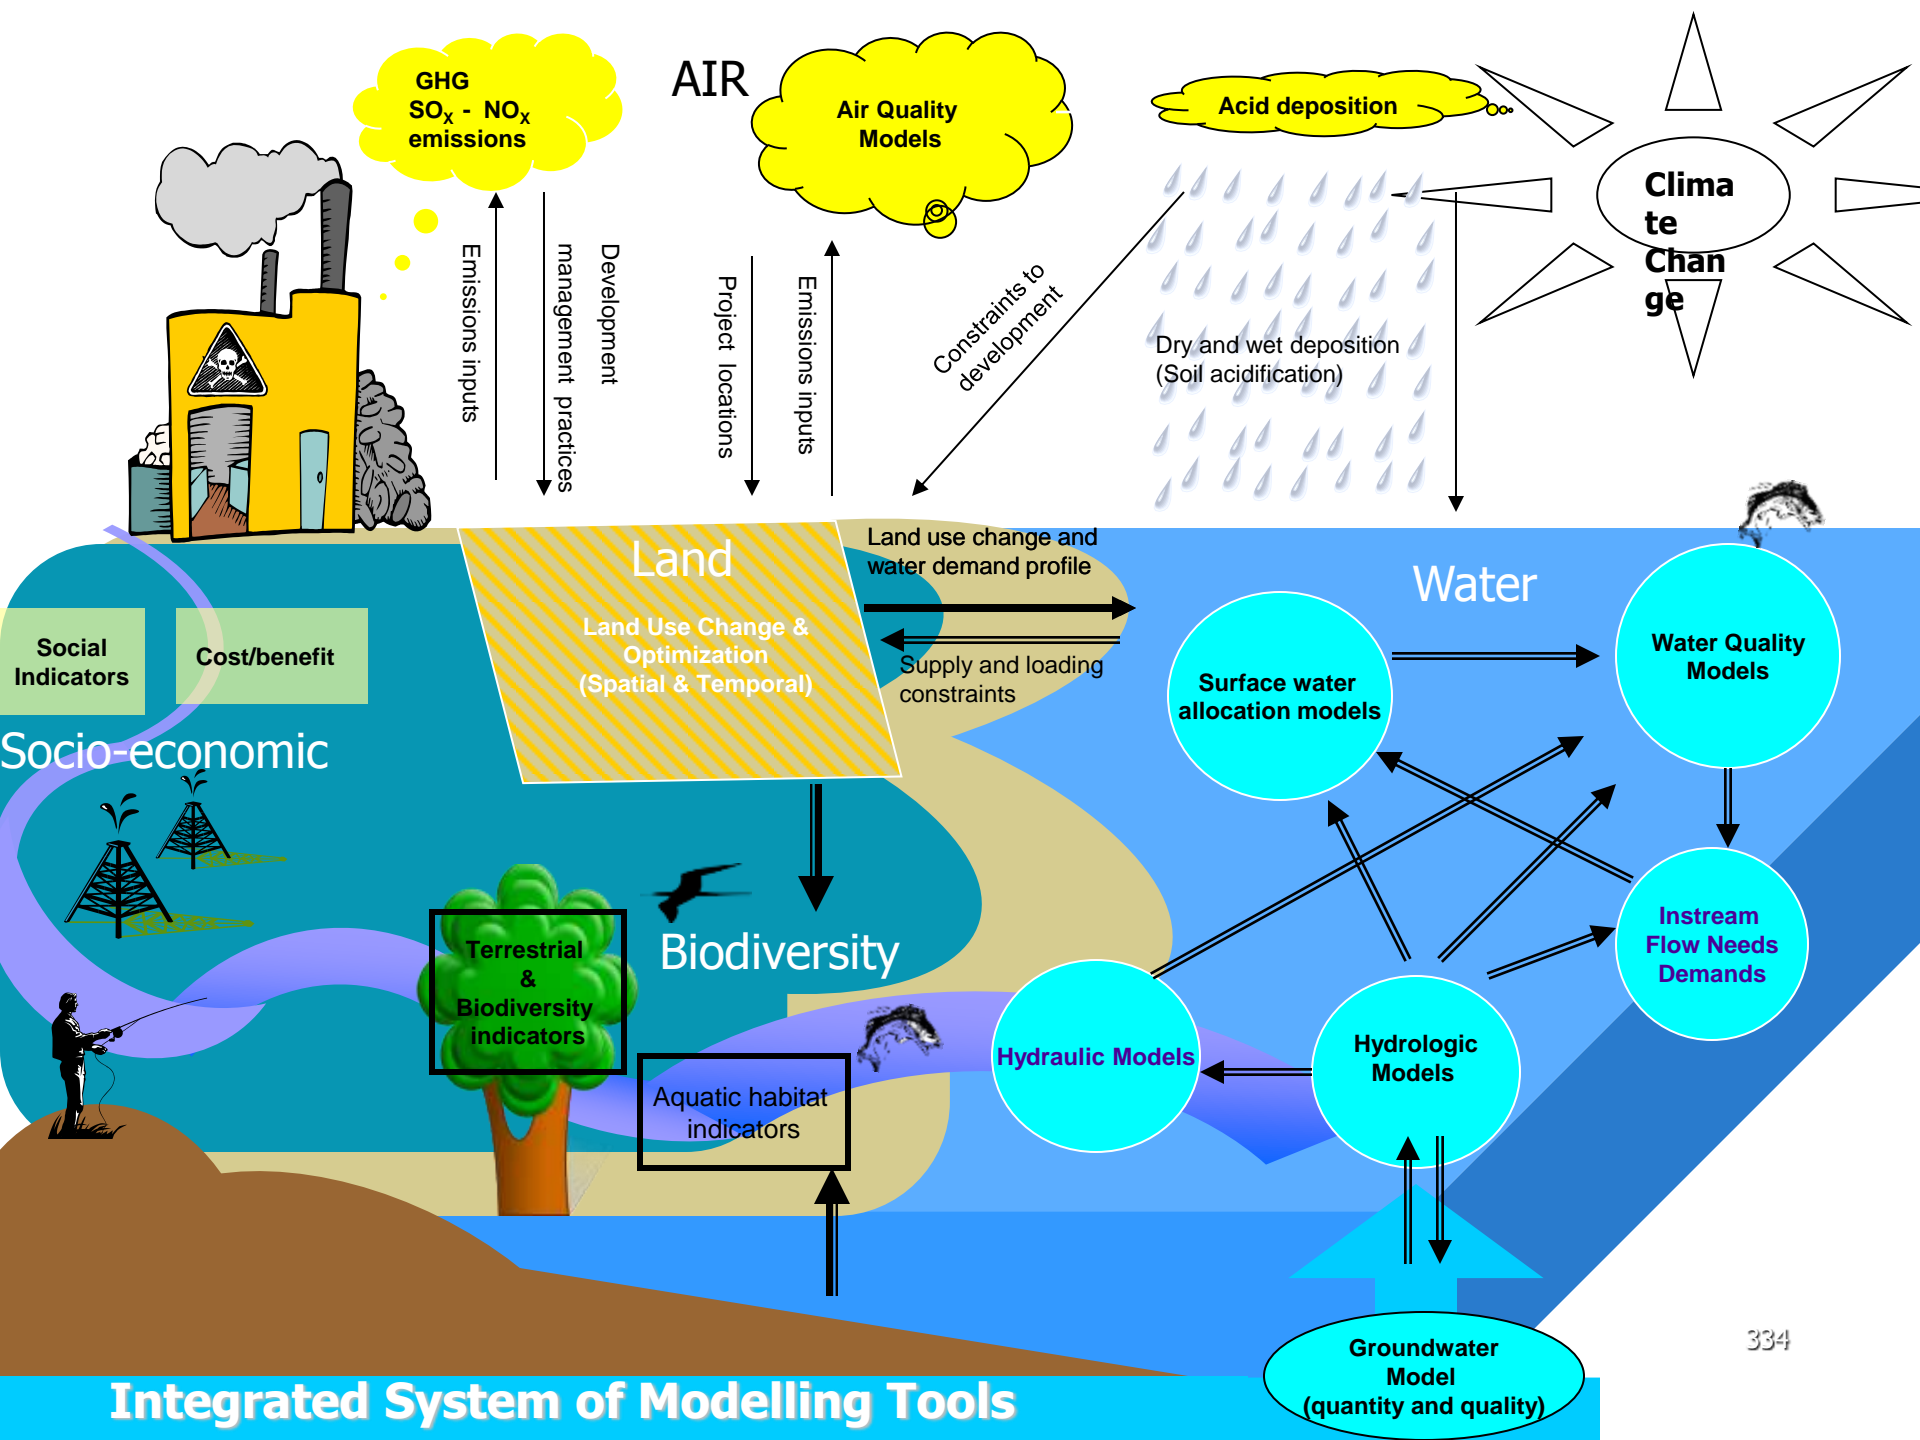 GHG
SOX - NOX
emissions
AIR
Air Quality
Models
Acid deposition
Clima
te
Chan
ge
Emissions inputs
Development
management practices
Project locations
Emissions inputs
Constraints to
development
Dry and wet deposition
(Soil acidification)
Land
Land Use Change &
Optimization
(Spatial & Temporal)
Land use change and
water demand profile
Supply and loading
constraints
Water
Surface water
allocation models
Water Quality
Models
Social
Indicators
Cost/benefit
Socio-economic
Terrestrial
&
Biodiversity
indicators
Biodiversity
Aquatic habitat
indicators
Hydraulic Models
Hydrologic
Models
Instream
Flow Needs
Demands
Groundwater
Model
(quantity and quality)
334
Integrated System of Modelling Tools